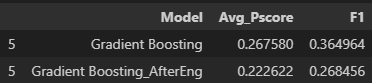 Model Avg_Pscore F1
5 Gradient Boosting 0.267580 0.364964
5 Gradient Boosting_AfterEng 0.222622 0.268456